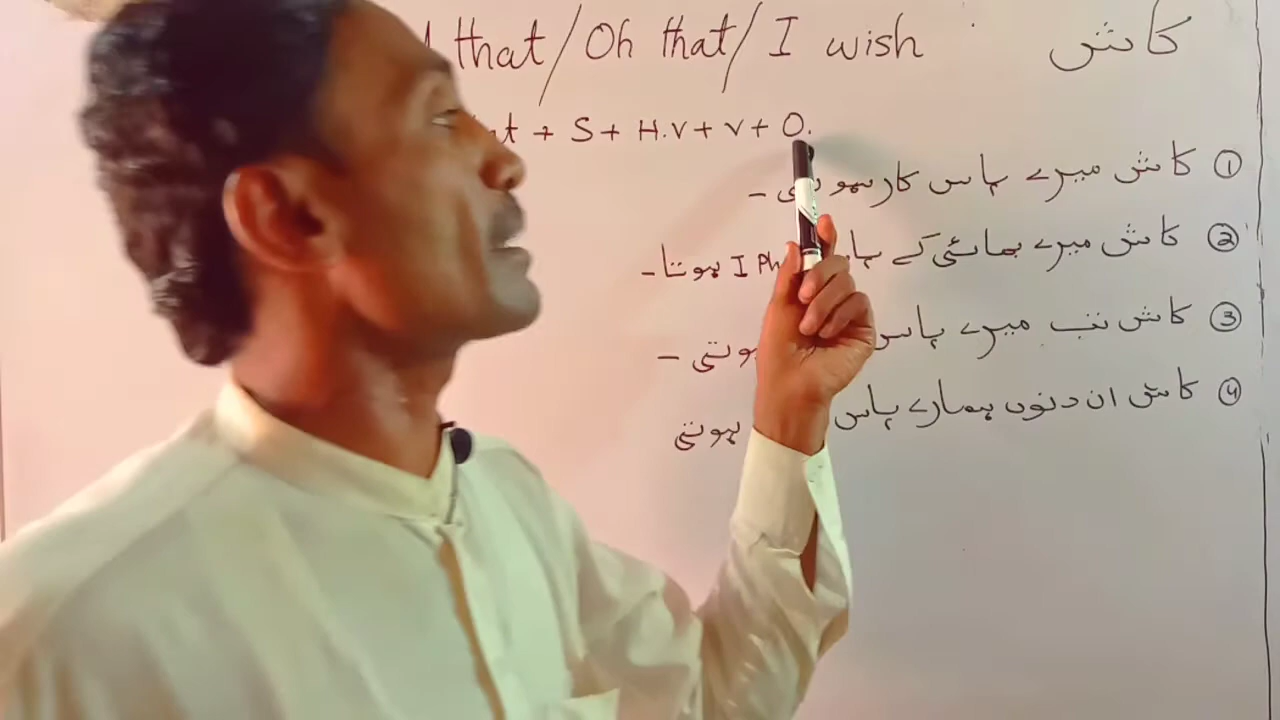 that/Oh that/I wish کاش
+ S + H.V + V + O.
① کاش میرے پاس کار ہوتی ۔
② کاش میرے بھائی کے پاس I Ph ہوتا ۔
③ کاش تب میرے پاس ہوتی ۔
④ کاش ان دنوں ہمارے پاس ہوتی